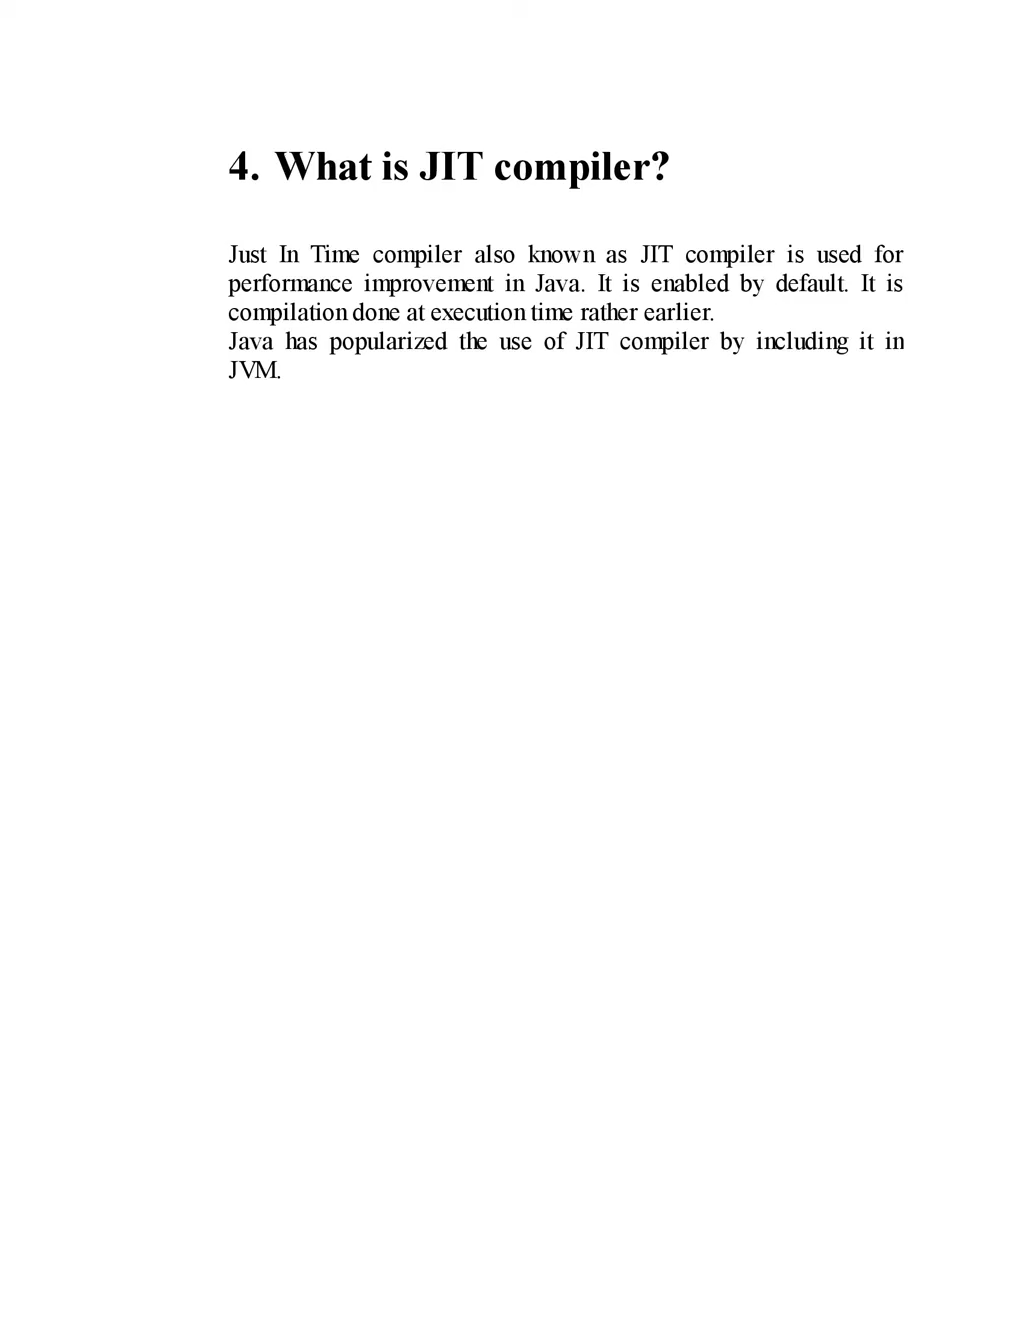 4. What is JIT compiler?
Just In Time compiler also known as JIT compiler is used for
performance improvement in Java. It is enabled by default. It is
compilation done at execution time rather earlier.
Java has popularized the use of JIT compiler by including it in
JVM.